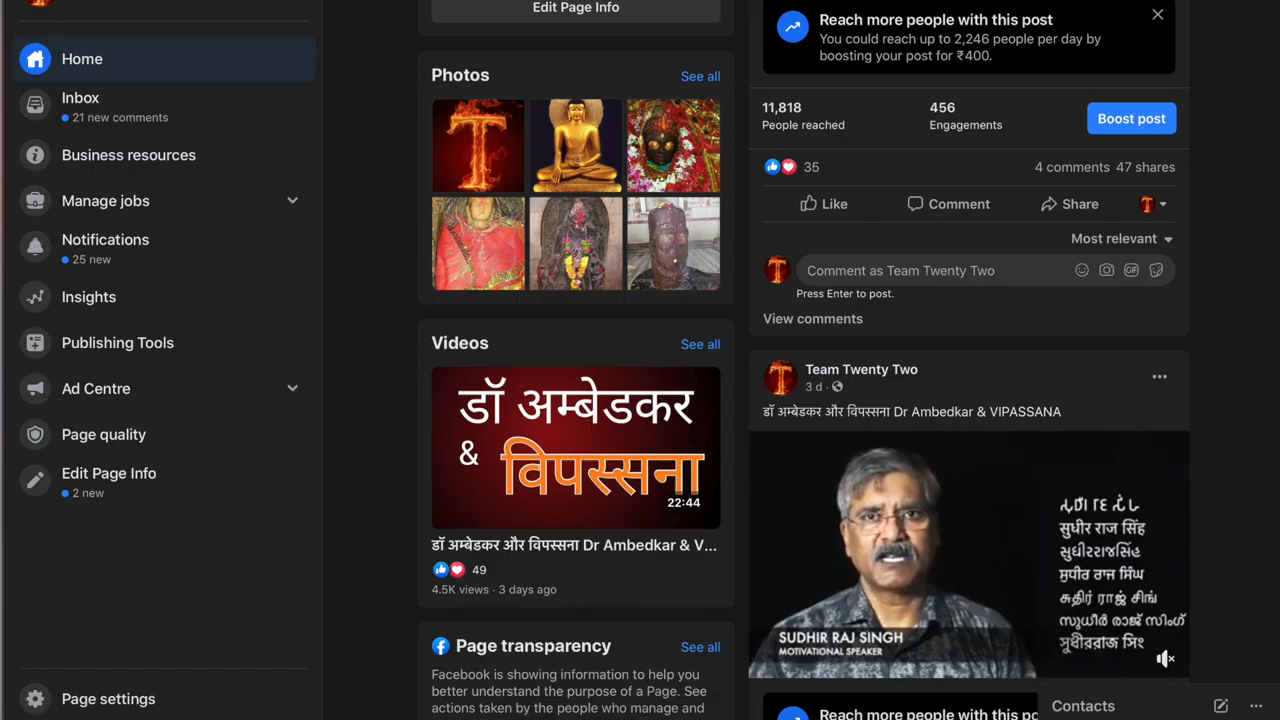 Home
Inbox
21 new comments
Business resources
Manage jobs
Notifications
25 new
Insights
Publishing Tools
Ad Centre
Page quality
Edit Page Info
2 new
Page settings
Edit Page Info
Photos
See all
Videos
See all
डॉ अम्बेडकर
&
विपस्सना
22:44
डॉ अम्बेडकर और विपस्सना Dr Ambedkar & V...
49
4.5K views · 3 days ago
Page transparency
See all
Facebook is showing information to help you
better understand the purpose of a Page. See
actions taken by the people who manage and
Reach more people with this post
You could reach up to 2,246 people per day by
boosting your post for ₹400.
11,818
People reached
456
Engagements
Boost post
35
4 comments 47 shares
Like
Comment
Share
Most relevant
Comment as Team Twenty Two
GIF
Press Enter to post.
View comments
Team Twenty Two
3 d ·
डॉ अम्बेडकर और विपस्सना Dr Ambedkar & VIPASSANA
सुधीर राज सिंह
SUDHIR RAJ SINGH
MOTIVATIONAL SPEAKER
Reach more people with this po
Contacts